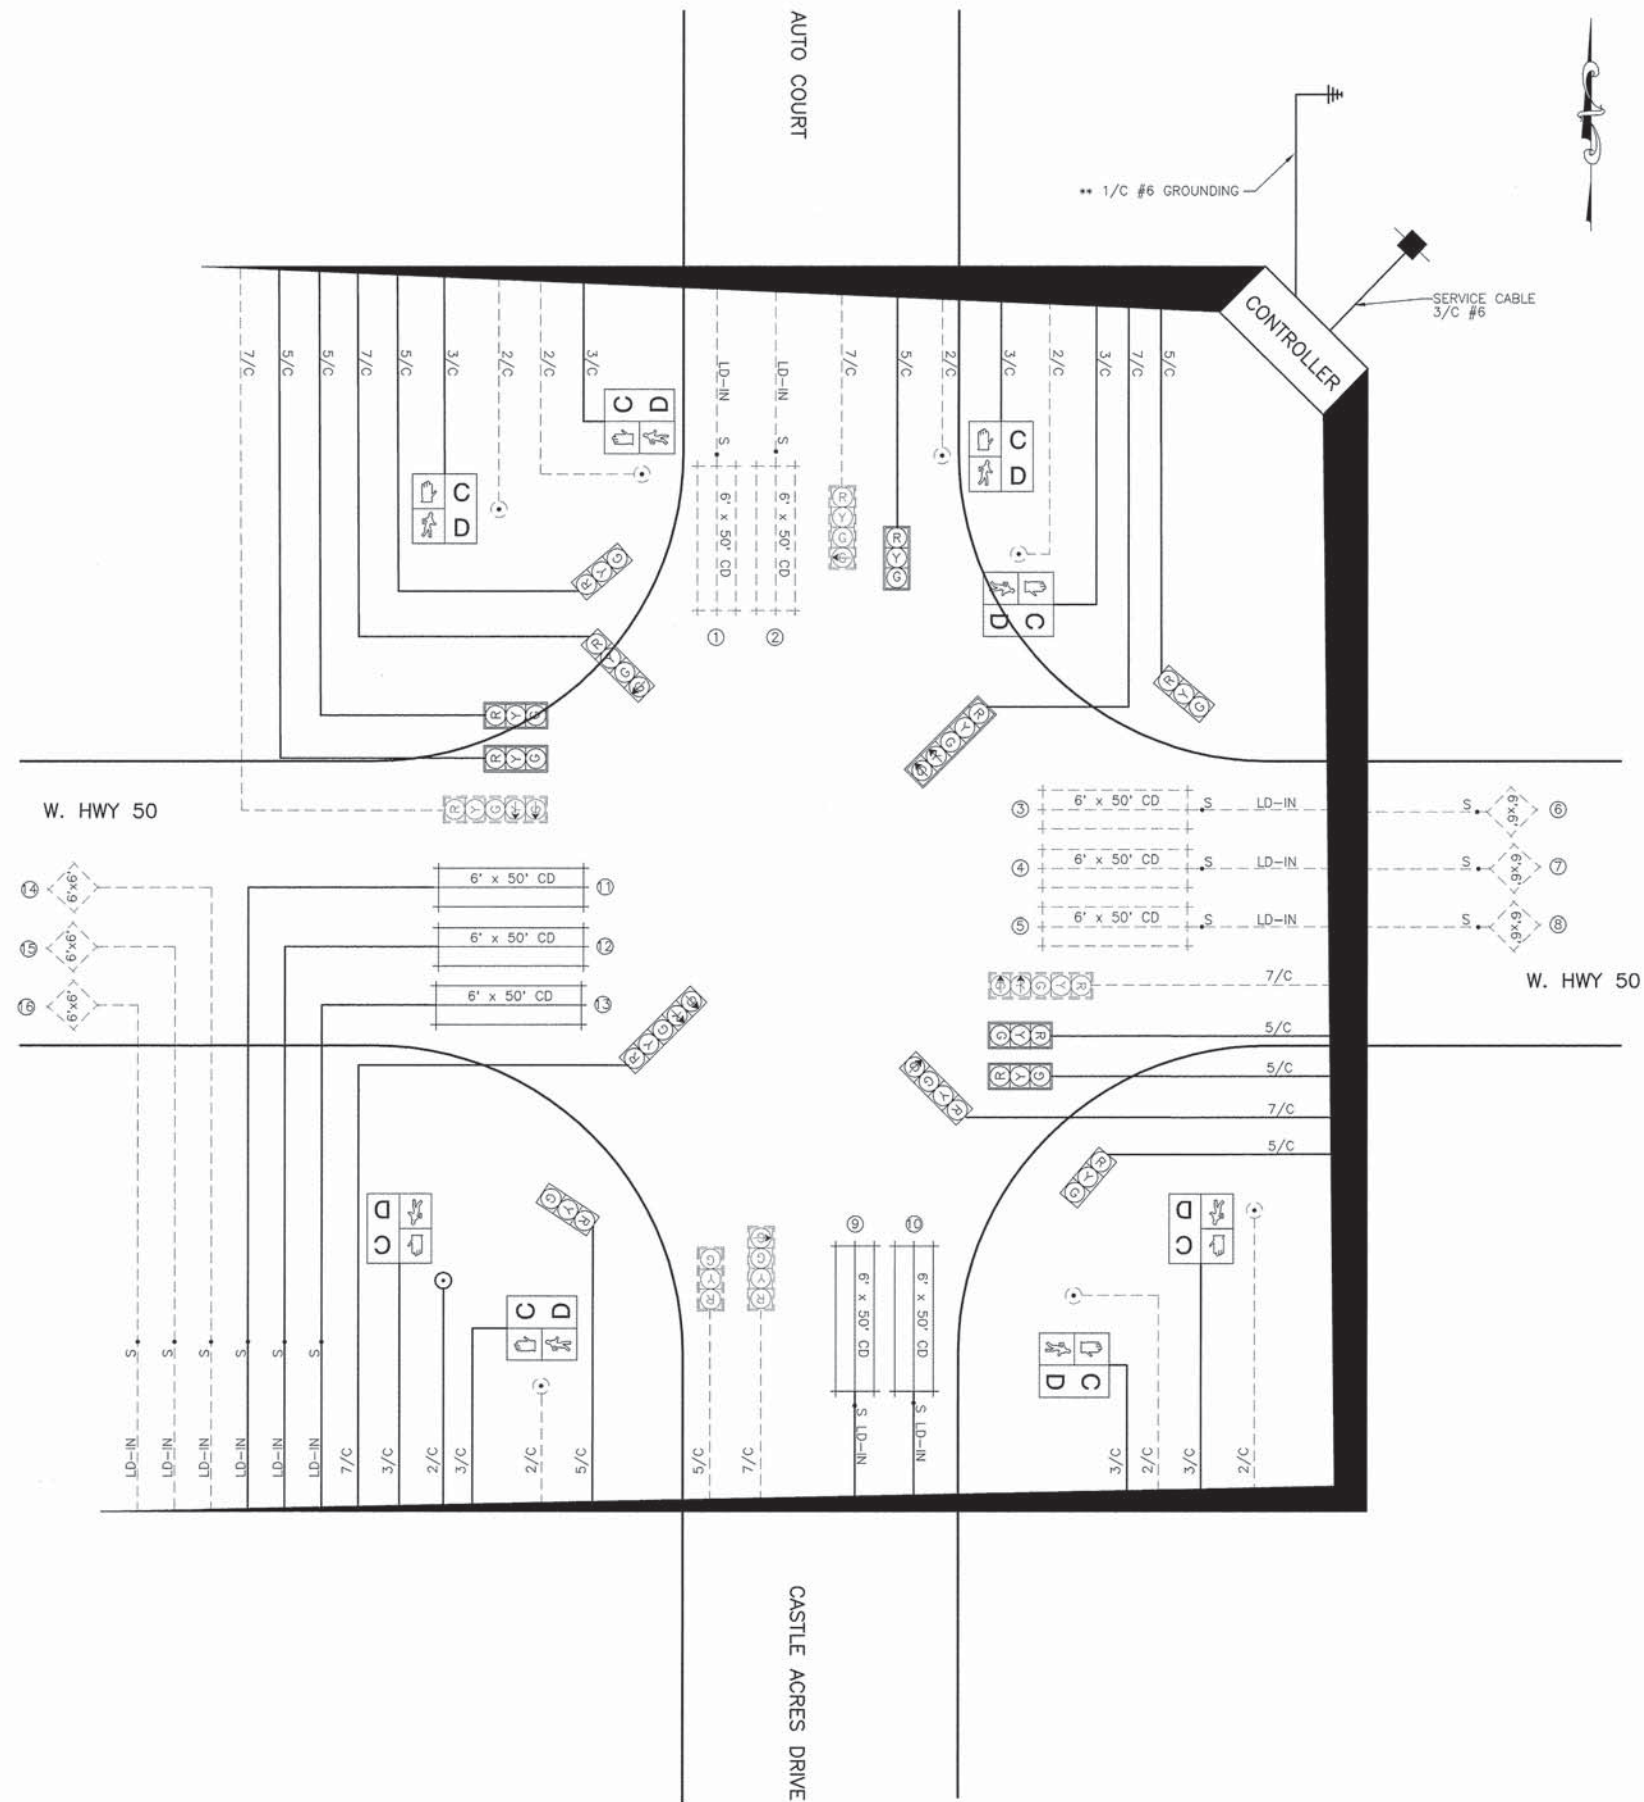 AUTO COURT
** 1/C #6 GROUNDING
SERVICE CABLE
3/C #6
CONTROLLER
7/C
5/C
5/C
7/C
5/C
3/C
2/C
2/C
3/C
LD-IN
LD-IN
7/C
5/C
2/C
3/C
2/C
3/C
7/C
5/C
C D
S
S
C
D
C
D
6' x 50' CD
6' x 50' CD
R Y G G
R Y G
R Y G
D C
1
2
R Y G G
R Y G
R Y G
R Y G Y G
R Y G
W. HWY 50
R Y G Y G
3
6' x 50' CD
S
LD-IN
S
6'x6'
6
4
6' x 50' CD
S
LD-IN
S
6'x6'
7
5
6' x 50' CD
S
LD-IN
S
6'x6'
8
14
6'x6'
6' x 50' CD
11
15
6'x6'
6' x 50' CD
12
16
6'x6'
6' x 50' CD
13
G Y G Y R
7/C
W. HWY 50
G Y R
5/C
R Y G
5/C
R Y G Y G
G G Y R
7/C
5/C
R Y G
D
C
G Y R
G Y R
G G Y R
9
10
D
C
6' x 50' CD
6' x 50' CD
C D
D C
S
S
S
S
S
S
S
S
LD-IN
LD-IN
LD-IN
LD-IN
LD-IN
LD-IN
7/C
3/C
2/C
3/C
2/C
5/C
5/C
7/C
LD-IN
LD-IN
3/C
2/C
3/C
2/C
CASTLE ACRES DRIVE